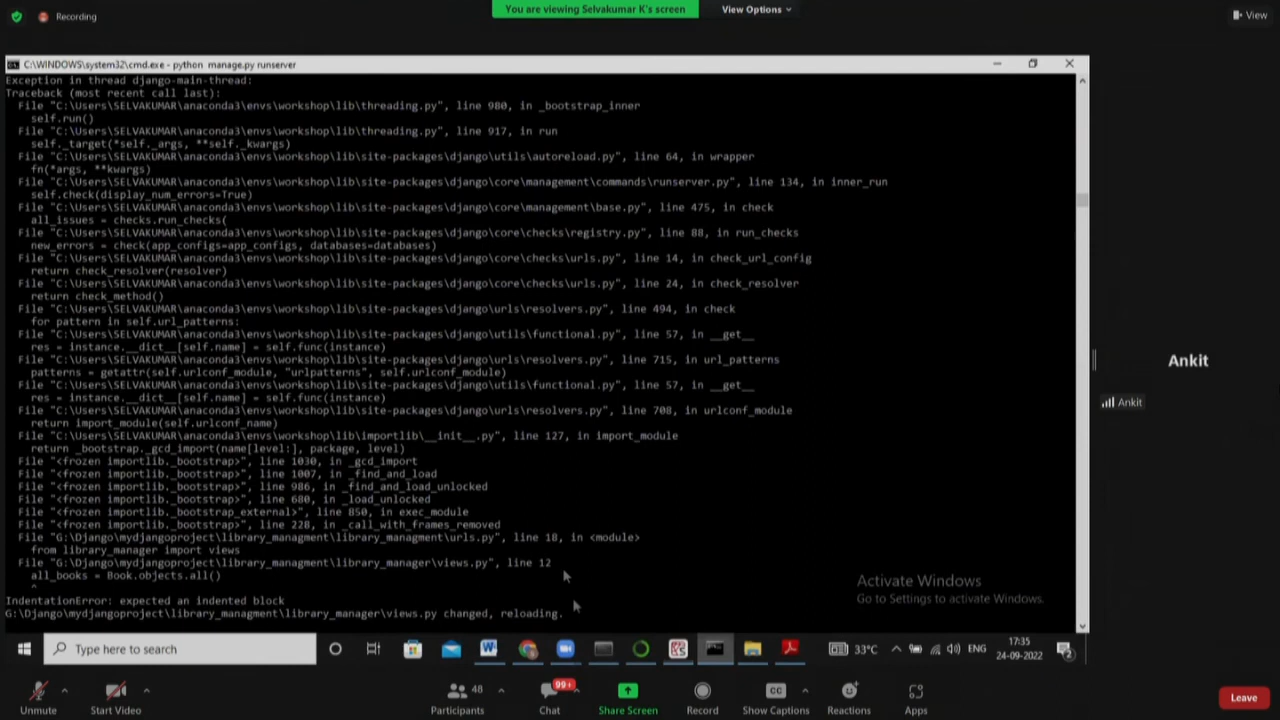 Recording
You are viewing Selvakumar K's screen
View Options
View
C:\WINDOWS\system32\cmd.exe - python manage.py runserver
Exception in thread django-main-thread:
Traceback (most recent call last):
File "C:\Users\SELVAKUMAR\anaconda3\envs\workshop\lib\threading.py", line 980, in _bootstrap_inner
self.run()
File "C:\Users\SELVAKUMAR\anaconda3\envs\workshop\lib\threading.py", line 917, in run
self._target(*self._args, **self._kwargs)
File "C:\Users\SELVAKUMAR\anaconda3\envs\workshop\lib\site-packages\django\utils\autoreload.py", line 64, in wrapper
fn(*args, **kwargs)
File "C:\Users\SELVAKUMAR\anaconda3\envs\workshop\lib\site-packages\django\core\management\commands\runserver.py", line 134, in inner_run
self.check(display_num_errors=True)
File "C:\Users\SELVAKUMAR\anaconda3\envs\workshop\lib\site-packages\django\core\management\base.py", line 475, in check
all_issues = checks.run_checks(
File "C:\Users\SELVAKUMAR\anaconda3\envs\workshop\lib\site-packages\django\core\checks\registry.py", line 88, in run_checks
new_errors = check(app_configs=app_configs, databases=databases)
File "C:\Users\SELVAKUMAR\anaconda3\envs\workshop\lib\site-packages\django\core\checks\urls.py", line 14, in check_url_config
return check_resolver(resolver)
File "C:\Users\SELVAKUMAR\anaconda3\envs\workshop\lib\site-packages\django\core\checks\urls.py", line 24, in check_resolver
return check_method()
File "C:\Users\SELVAKUMAR\anaconda3\envs\workshop\lib\site-packages\django\urls\resolvers.py", line 494, in check
for pattern in self.url_patterns:
File "C:\Users\SELVAKUMAR\anaconda3\envs\workshop\lib\site-packages\django\utils\functional.py", line 57, in __get__
res = instance.__dict__[self.name] = self.func(instance)
File "C:\Users\SELVAKUMAR\anaconda3\envs\workshop\lib\site-packages\django\urls\resolvers.py", line 715, in url_patterns
patterns = getattr(self.urlconf_module, "urlpatterns", self.urlconf_module)
File "C:\Users\SELVAKUMAR\anaconda3\envs\workshop\lib\site-packages\django\utils\functional.py", line 57, in __get__
res = instance.__dict__[self.name] = self.func(instance)
File "C:\Users\SELVAKUMAR\anaconda3\envs\workshop\lib\site-packages\django\urls\resolvers.py", line 708, in urlconf_module
return import_module(self.urlconf_name)
File "C:\Users\SELVAKUMAR\anaconda3\envs\workshop\lib\importlib\__init__.py", line 127, in import_module
return _bootstrap._gcd_import(name[level:], package, level)
File "<frozen importlib._bootstrap>", line 1030, in _gcd_import
File "<frozen importlib._bootstrap>", line 1007, in _find_and_load
File "<frozen importlib._bootstrap>", line 986, in _find_and_load_unlocked
File "<frozen importlib._bootstrap>", line 680, in _load_unlocked
File "<frozen importlib._bootstrap_external>", line 850, in exec_module
File "<frozen importlib._bootstrap>", line 228, in _call_with_frames_removed
File "G:\Django\mydjangoproject\library_managment\library_managment\urls.py", line 18, in <module>
from library_manager import views
File "G:\Django\mydjangoproject\library_managment\library_manager\views.py", line 12
all_books = Book.objects.all()
^
IndentationError: expected an indented block
G:\Django\mydjangoproject\library_managment\library_manager\views.py changed, reloading.
Ankit
Ankit
Activate Windows
Go to Settings to activate Windows.
Type here to search
33°C
ENG
17:35
24-09-2022
2
Unmute
Start Video
48
Participants
99+
Chat
Share Screen
Record
CC
Show Captions
Reactions
Apps
Leave